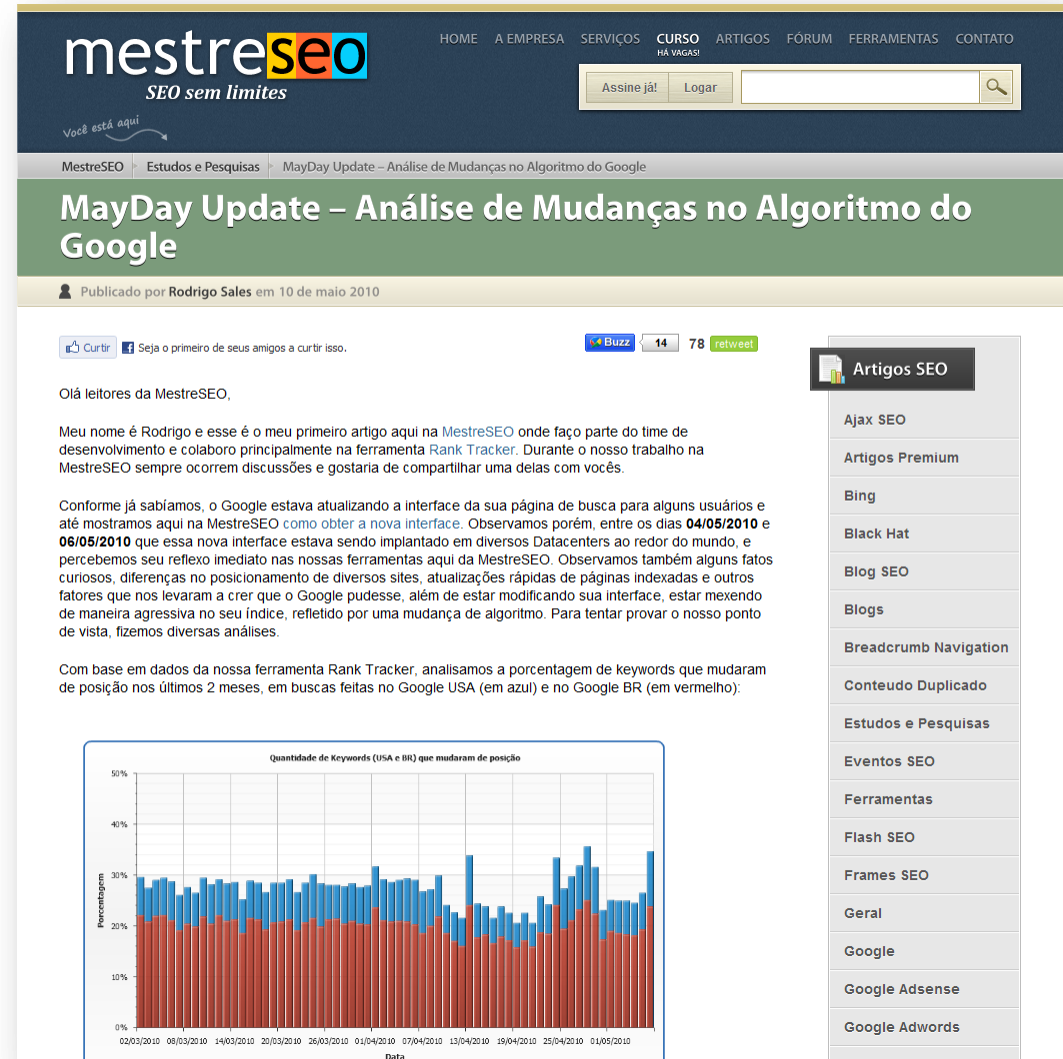 mestreseo
SEO sem limites
HOME A EMPRESA SERVIÇOS CURSO ARTIGOS FÓRUM FERRAMENTAS CONTATO
HÁ VAGAS!
Assine já! Logar
Você está aqui
MestreSEO Estudos e Pesquisas MayDay Update – Análise de Mudanças no Algoritmo do Google
MayDay Update – Análise de Mudanças no Algoritmo do
Google
Publicado por Rodrigo Sales em 10 de maio 2010
Curtir Seja o primeiro de seus amigos a curtir isso.
Buzz 14 78 retweet
Olá leitores da MestreSEO,
Meu nome é Rodrigo e esse é o meu primeiro artigo aqui na MestreSEO onde faço parte do time de
desenvolvimento e colaboro principalmente na ferramenta Rank Tracker. Durante o nosso trabalho na
MestreSEO sempre ocorrem discussões e gostaria de compartilhar uma delas com vocês.
Conforme já sabíamos, o Google estava atualizando a interface da sua página de busca para alguns usuários e
até mostramos aqui na MestreSEO como obter a nova interface. Observamos porém, entre os dias 04/05/2010 e
06/05/2010 que essa nova interface estava sendo implantado em diversos Datacenters ao redor do mundo, e
percebemos seu reflexo imediato nas nossas ferramentas aqui da MestreSEO. Observamos também alguns fatos
curiosos, diferenças no posicionamento de diversos sites, atualizações rápidas de páginas indexadas e outros
fatores que nos levaram a crer que o Google pudesse, além de estar modificando sua interface, estar mexendo
de maneira agressiva no seu índice, refletido por uma mudança de algoritmo. Para tentar provar o nosso ponto
de vista, fizemos diversas análises.
Com base em dados da nossa ferramenta Rank Tracker, analisamos a porcentagem de keywords que mudaram
de posição nos últimos 2 meses, em buscas feitas no Google USA (em azul) e no Google BR (em vermelho):
Quantidade de Keywords (USA e BR) que mudaram de posição
50%
40%
30%
20%
10%
0%
Porcentagem
02/03/2010 08/03/2010 14/03/2010 20/03/2010 26/03/2010 01/04/2010 07/04/2010 13/04/2010 19/04/2010 25/04/2010 01/05/2010
Data
Artigos SEO
Ajax SEO
Artigos Premium
Bing
Black Hat
Blog SEO
Blogs
Breadcrumb Navigation
Conteudo Duplicado
Estudos e Pesquisas
Eventos SEO
Ferramentas
Flash SEO
Frames SEO
Geral
Google
Google Adsense
Google Adwords